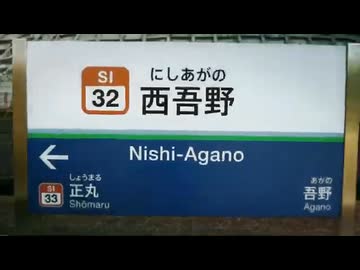 SI
32
にしあがの
西吾野
Nishi-Agano
SI
33
しょうまる
正丸
Shōmaru
あがの
吾野
Agano